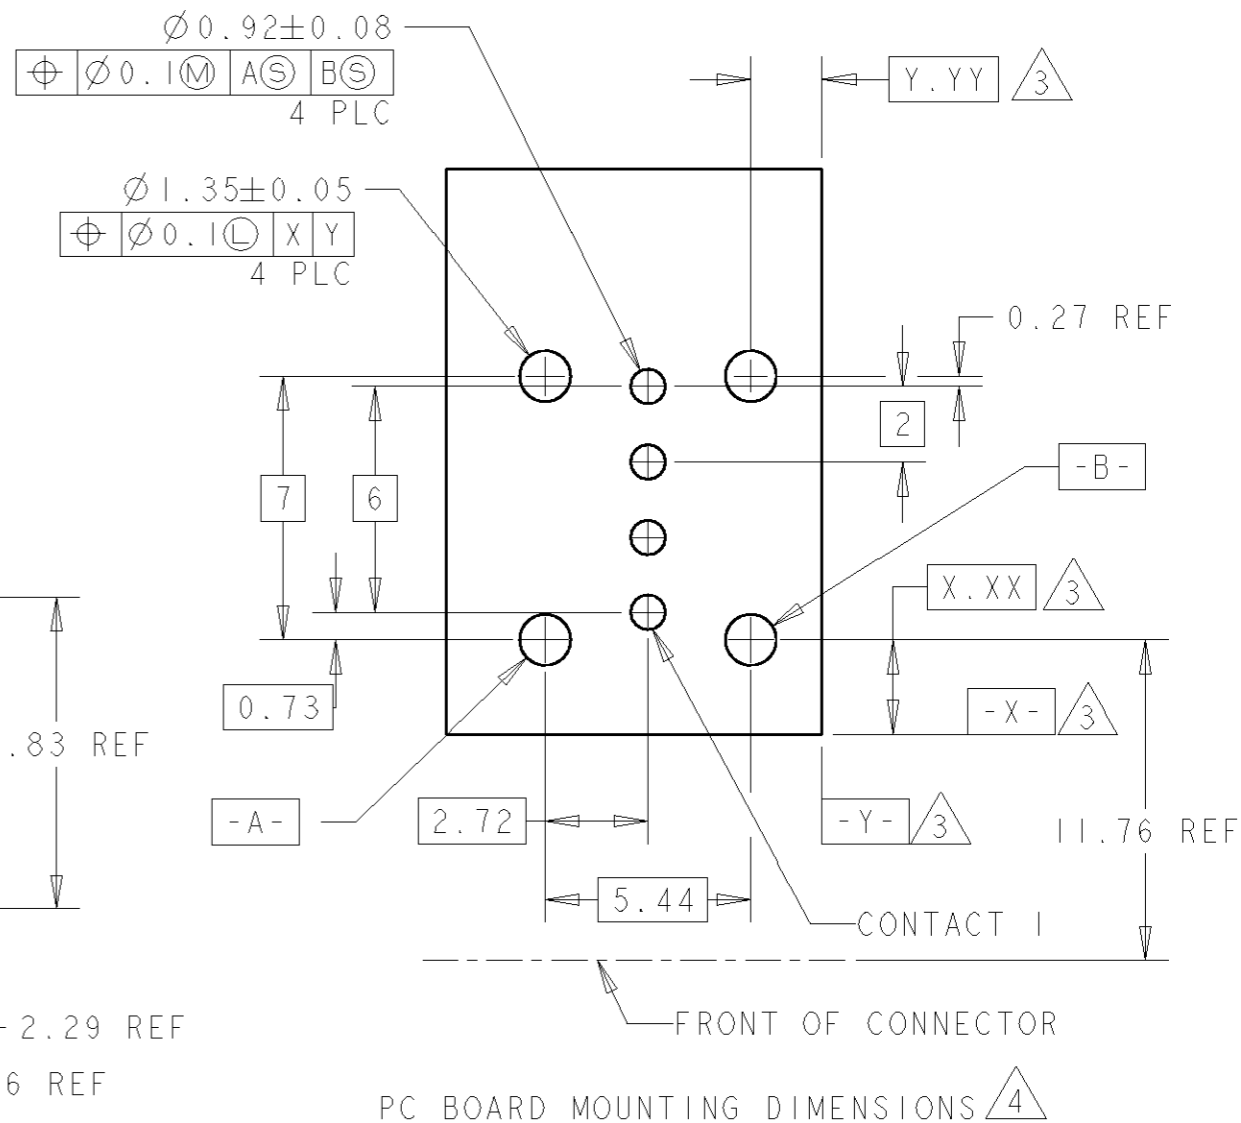 Ø0.92±0.08
⌖ Ø0.1Ⓜ AⓈ BⓈ
4 PLC
Y.YY 3
Ø1.35±0.05
⌖ Ø0.1Ⓛ X Y
4 PLC
0.27 REF
2
-B-
7
6
X.XX 3
0.73
-X- 3
.83 REF
-A-
2.72
-Y- 3
11.76 REF
5.44
CONTACT 1
FRONT OF CONNECTOR
2.29 REF
6 REF
PC BOARD MOUNTING DIMENSIONS 4